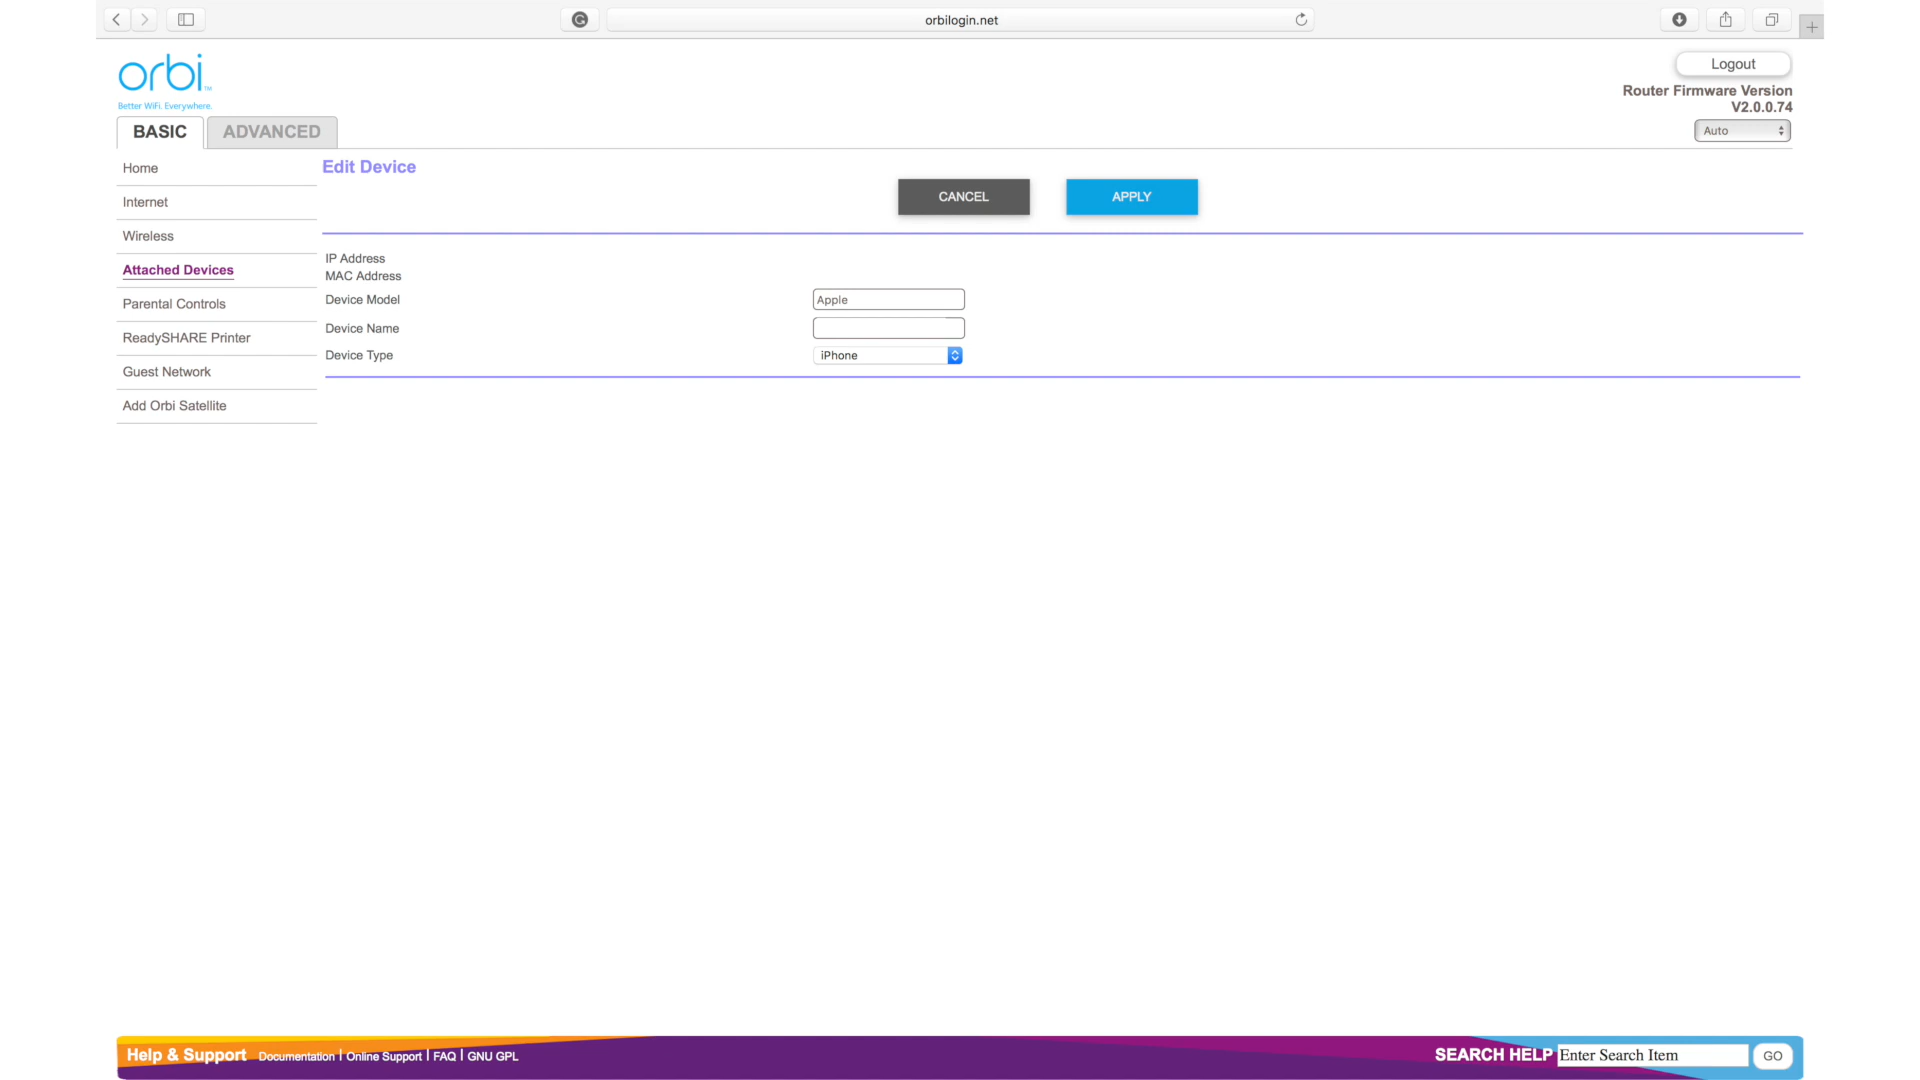 orbilogin.net
orbi™
Better WiFi. Everywhere.
Logout
Router Firmware Version
V2.0.0.74
BASIC
ADVANCED
Auto
Home
Internet
Wireless
Attached Devices
Parental Controls
ReadySHARE Printer
Guest Network
Add Orbi Satellite
Edit Device
CANCEL
APPLY
IP Address
MAC Address
Device Model
Apple
Device Name
Device Type
iPhone
Help & Support Documentation | Online Support | FAQ | GNU GPL
SEARCH HELP Enter Search Item GO